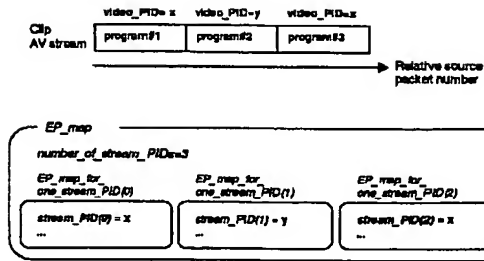 video_PID= x video_PID=y video_PID=x
Clip
AV stream
program#1 program#2 program#3
Relative source
packet number
EP_map
number_of_stream_PIDs=3
EP_map_for_
one_stream_PID(0)
EP_map_for_
one_stream_PID(1)
EP_map_for_
one_stream_PID(2)
stream_PID(0) = x
...
stream_PID(1) = y
...
stream_PID(2) = x
...